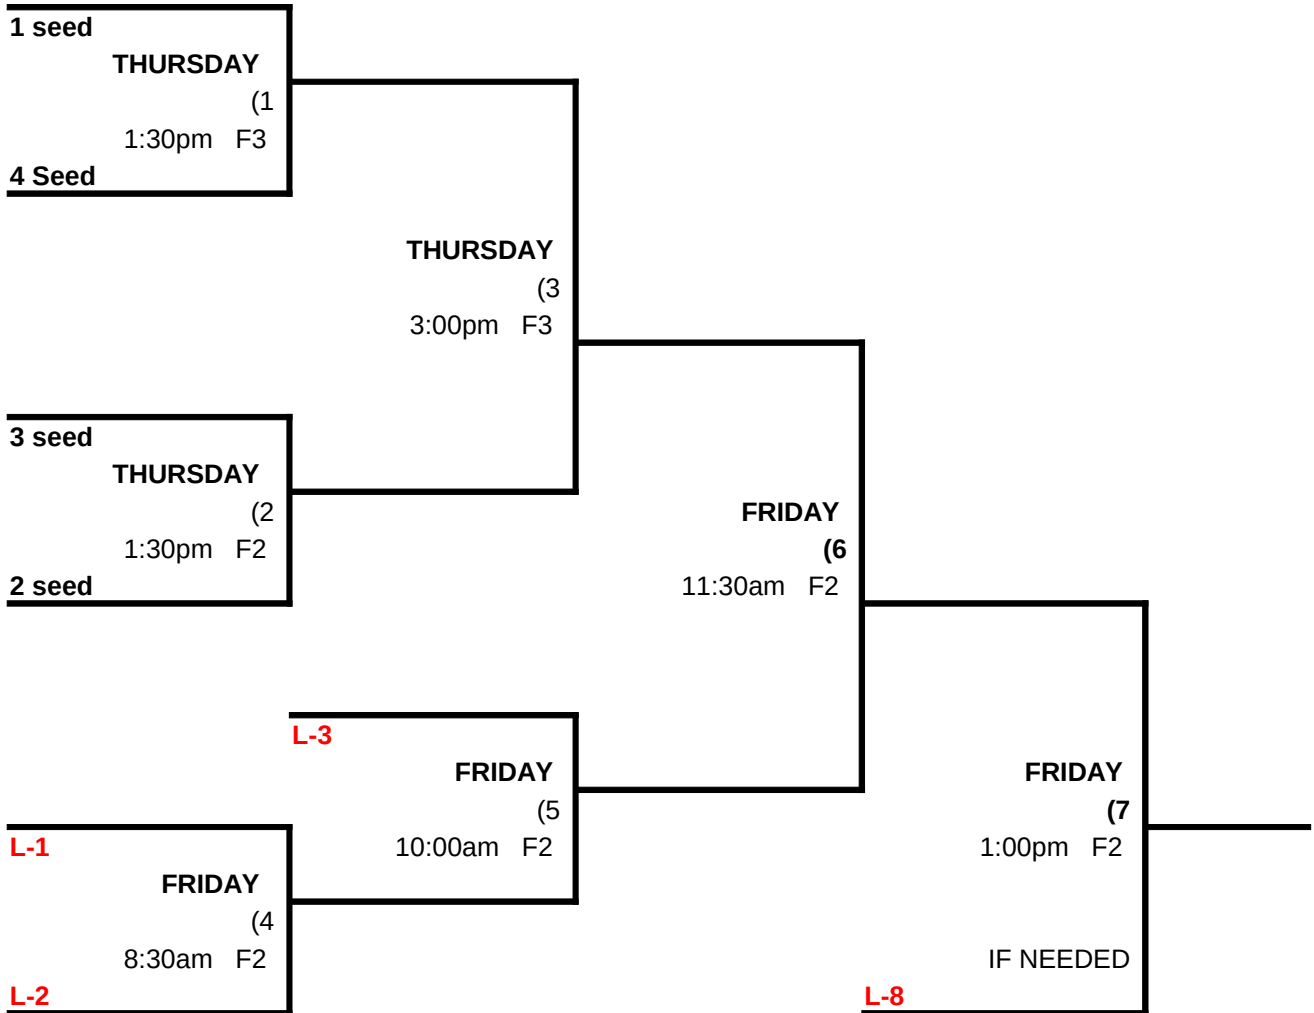 1 seed
THURSDAY
(1
1:30pm F3
4 Seed
THURSDAY
(3
3:00pm F3
3 seed
THURSDAY
(2
1:30pm F2
2 seed
FRIDAY
(6
11:30am F2
L-3
FRIDAY
(5
10:00am F2
FRIDAY
(7
1:00pm F2
L-1
FRIDAY
(4
8:30am F2
L-2
IF NEEDED
L-8